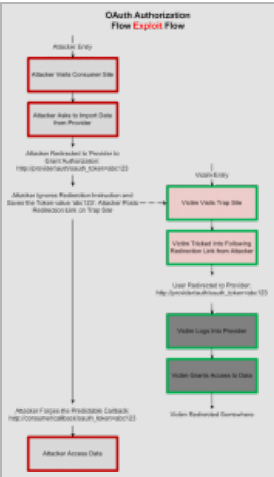 OAuth Authorization
Flow Exploit Flow
Attacker Entry
Attacker Visits Consumer Site
Attacker Asks to Import Data
from Provider
Attacker Redirected to Provider to
Grant Authorization:
http://provider/auth/oauth_token=abc123
Attacker Ignores Redirection Instruction and
Saves the Token value 'abc123'. Attacker Posts
Redirection Link on Trap Site
Victim Entry
Victim Visits Trap Site
Victim Tricked into Following
Redirection Link from Attacker
User Redirected to Provider:
http://provider/auth/oauth_token=abc123
Victim Logs Into Provider
Victim Grants Access to Data
Victim Redirected Somewhere
Attacker Forges the Predictable Callback:
http://consumer/callback/oauth_token=abc123
Attacker Access Data